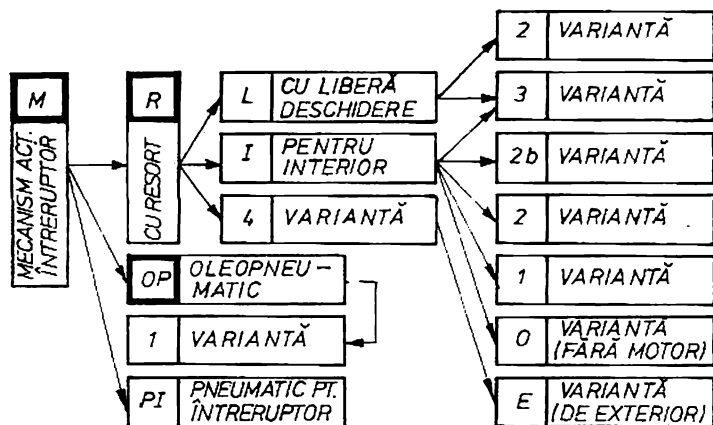 M
MECANISM ACȚ.
ÎNTRERUPTOR
R
CU RESORT
L
CU LIBERĂ
DESCHIDERE
I
PENTRU
INTERIOR
4
VARIANTĂ
OP
OLEOPNEU-
MATIC
1
VARIANTĂ
PI
PNEUMATIC PT.
ÎNTRERUPTOR
2
VARIANTĂ
3
VARIANTĂ
2b
VARIANTĂ
2
VARIANTĂ
1
VARIANTĂ
0
VARIANTĂ
(FĂRĂ MOTOR)
E
VARIANTĂ
(DE EXTERIOR)